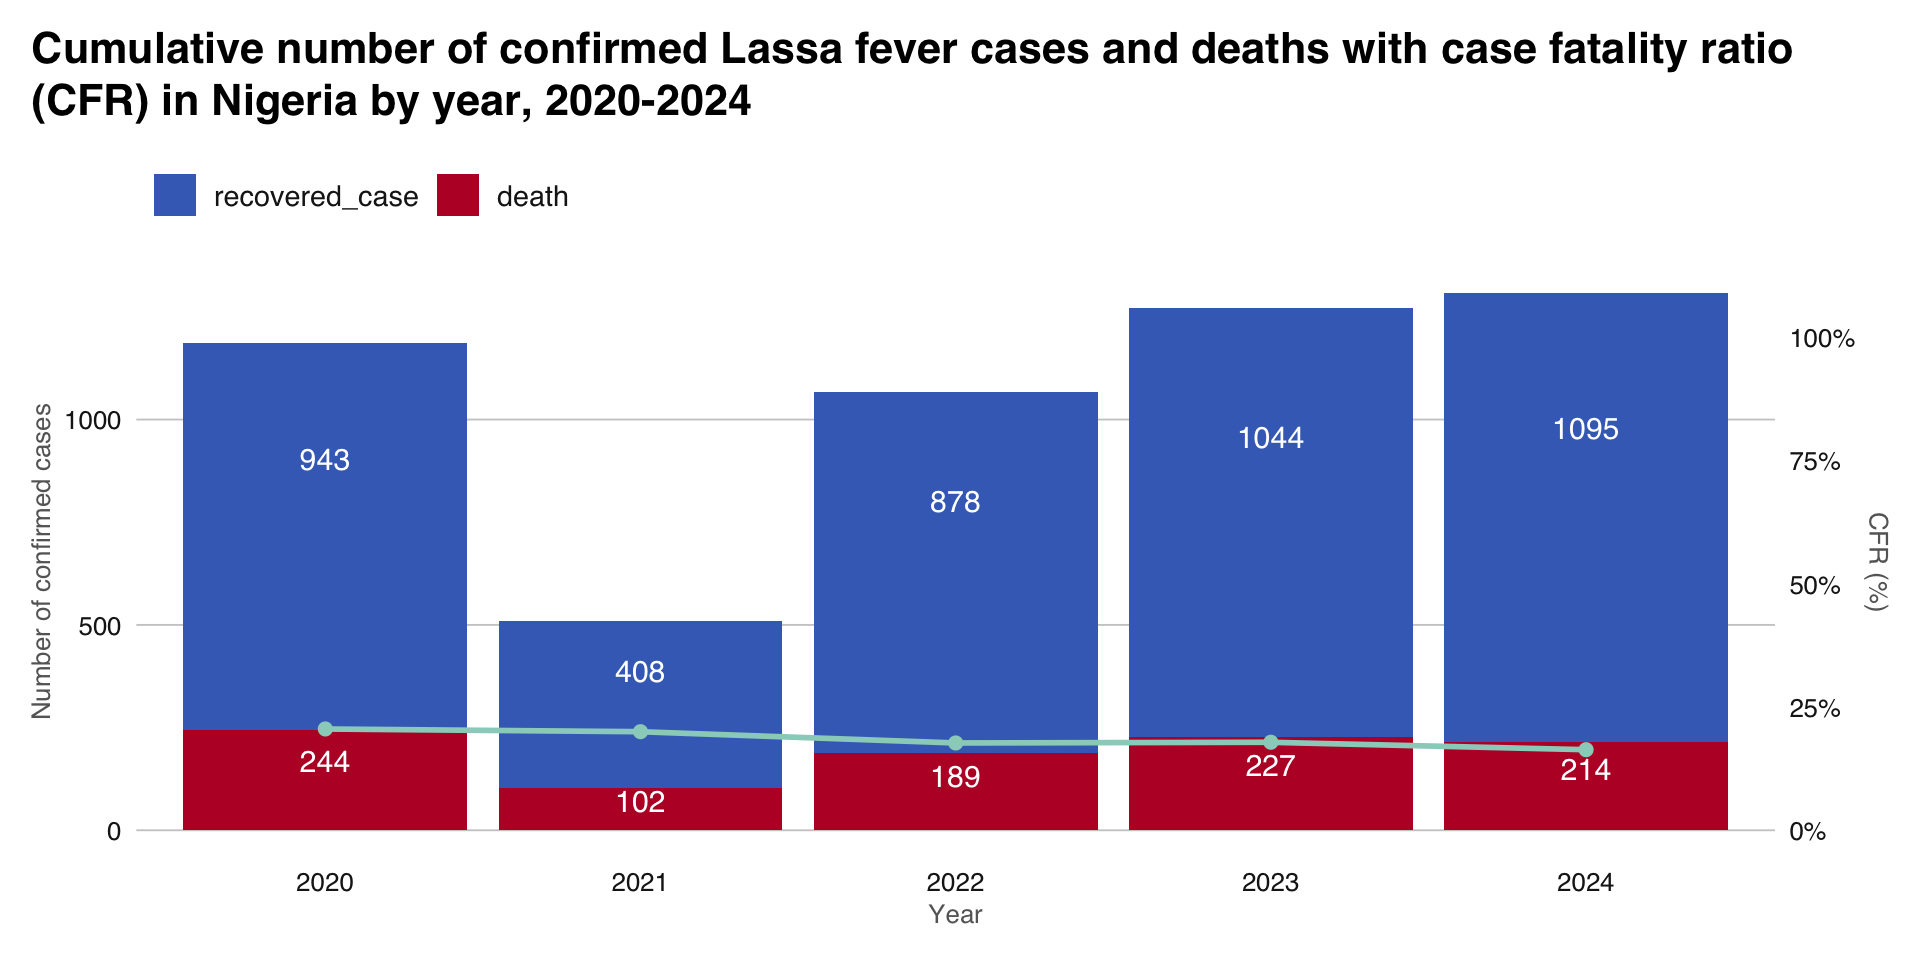 Cumulative number of confirmed Lassa fever cases and deaths with case fatality ratio
(CFR) in Nigeria by year, 2020-2024
recovered_case death
Number of confirmed cases
1000
500
0
943
244
408
102
878
189
1044
227
1095
214
100%
75%
50%
25%
0%
CFR (%)
2020 2021 2022 2023 2024
Year